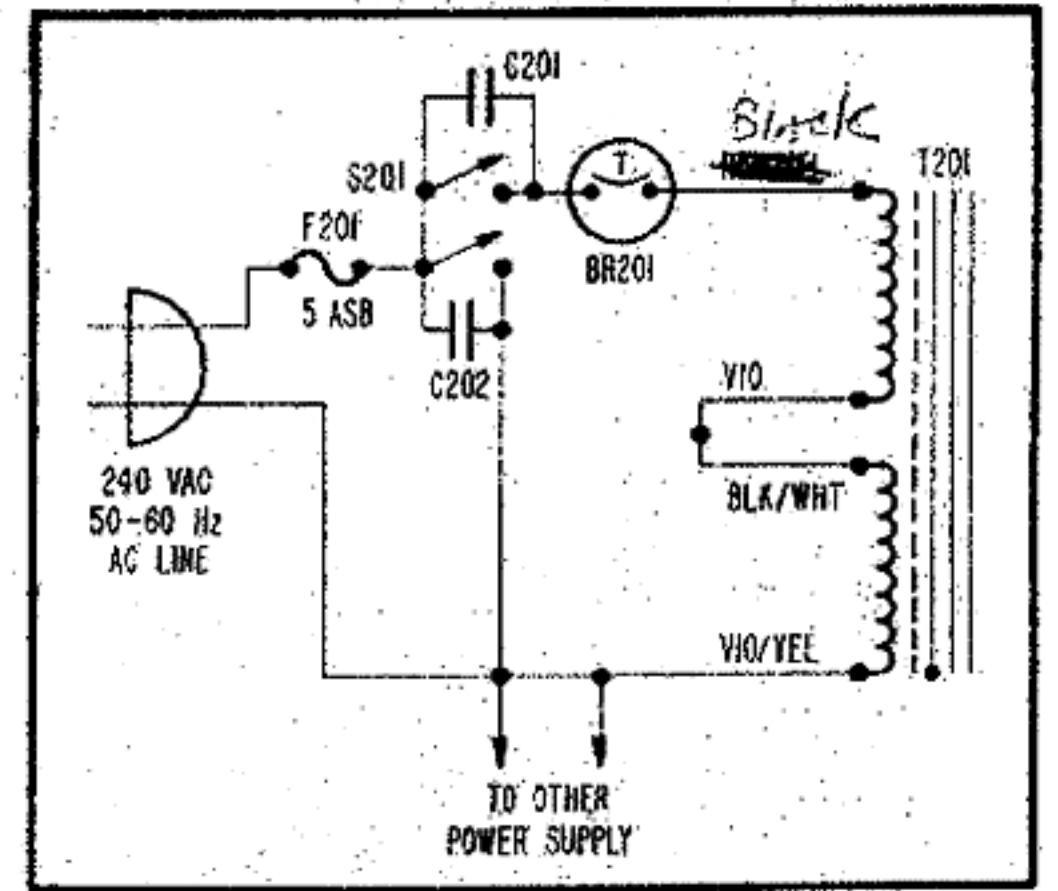 C201
Black
S201
T
T201
F201
BR201
5 ASB
C202
VIO
240 VAC
50-60 Hz
AC LINE
BLK/WHT
VIO/YEL
TO OTHER
POWER SUPPLY